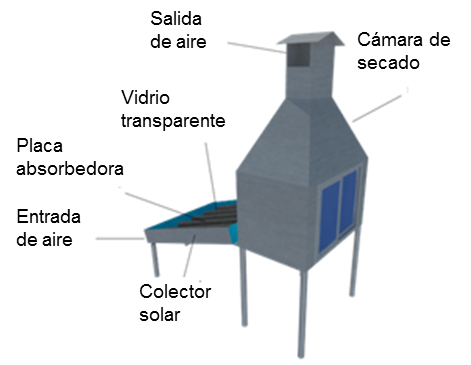 Salida
de aire
Cámara de
secado
Vidrio
transparente
Placa
absorbedora
Entrada
de aire
Colector
solar